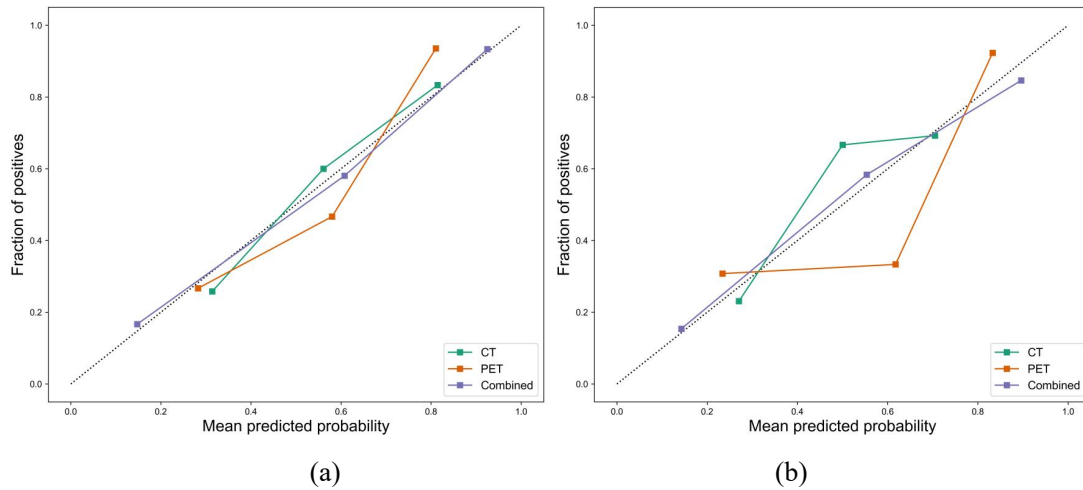 1.0
0.8
0.6
0.4
0.2
0.0
Fraction of positives
0.0 0.2 0.4 0.6 0.8 1.0
Mean predicted probability
CT
PET
Combined
(a)
1.0
0.8
0.6
0.4
0.2
0.0
Fraction of positives
0.0 0.2 0.4 0.6 0.8 1.0
Mean predicted probability
CT
PET
Combined
(b)